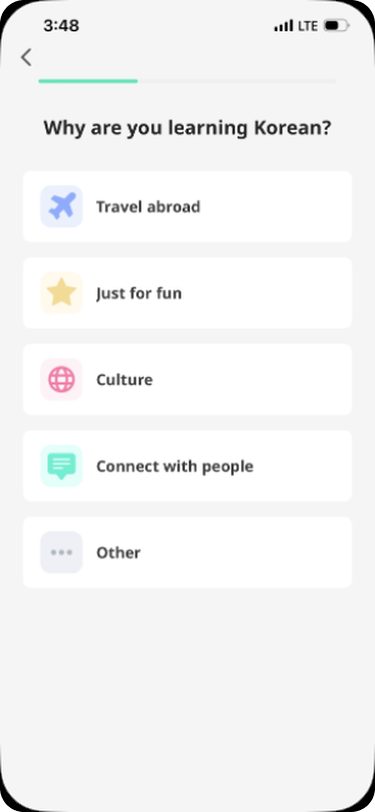 3:48
LTE
Why are you learning Korean?
Travel abroad
Just for fun
Culture
Connect with people
Other